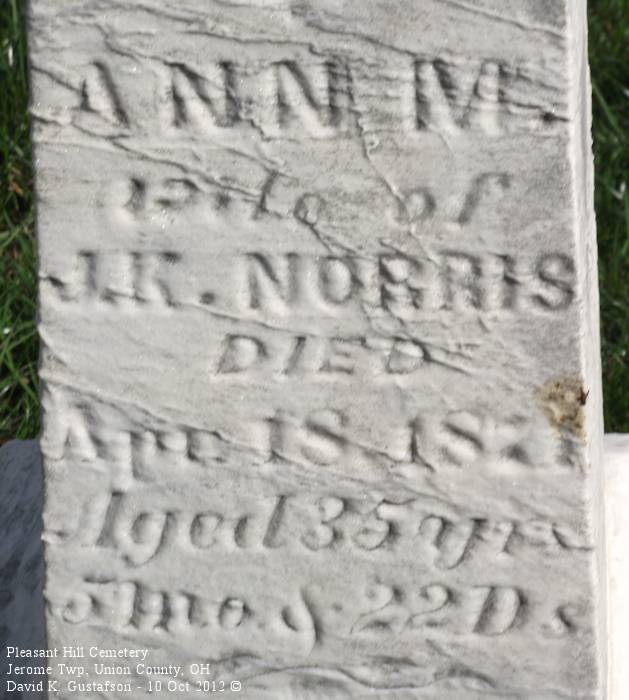 ANN M.
Wife of
J.K. NORRIS
DIED
Apr. 18.
Aged 35 yrs
5 mo. & 22 Ds
Pleasant Hill Cemetery
Jerome Twp, Union County, OH
David K. Gustafson - 10 Oct 2012 ©